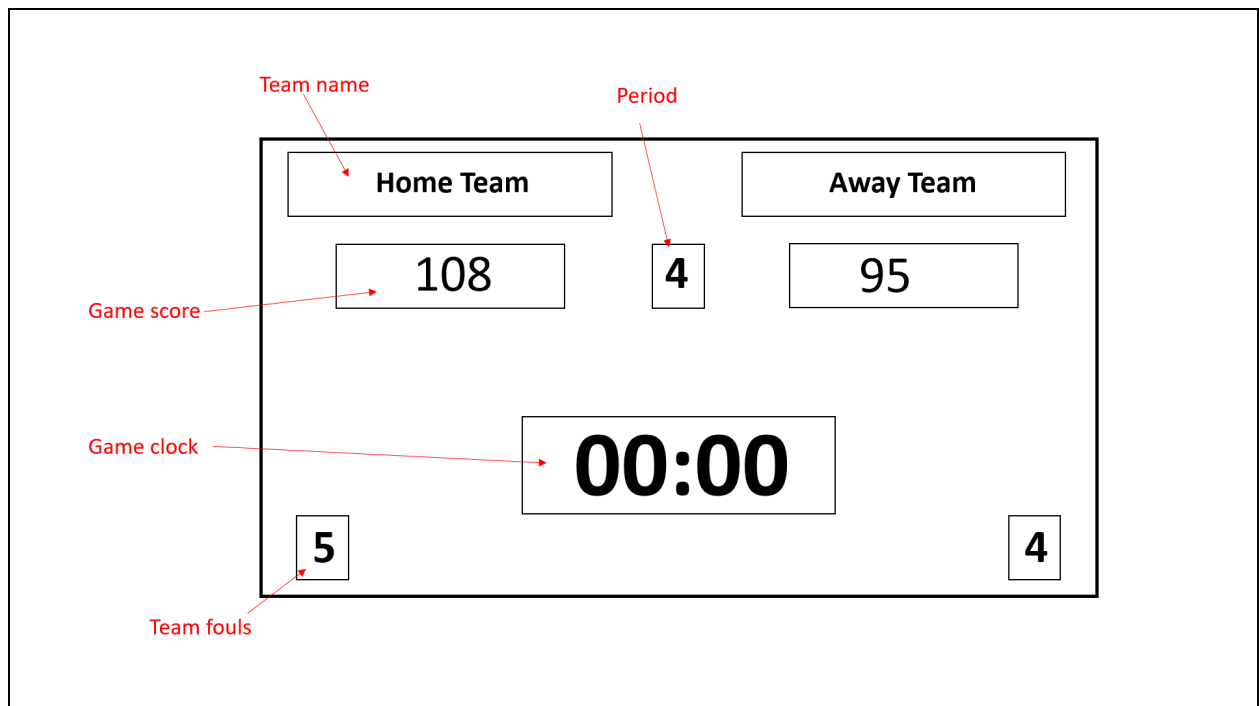 Team name
Period
Home Team
Away Team
108
4
95
Game score
Game clock
00:00
5
4
Team fouls